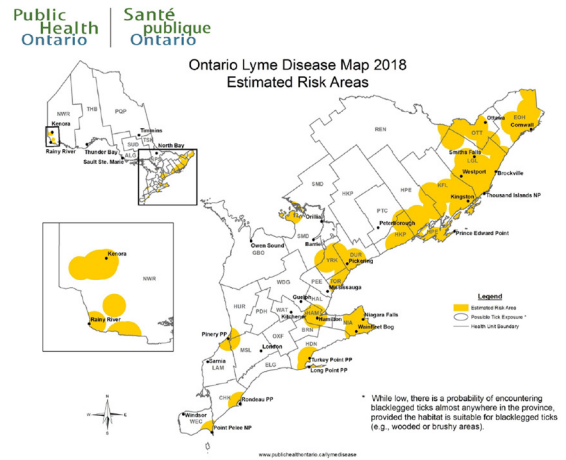 Public Health Ontario
Santé publique Ontario
Ontario Lyme Disease Map 2018
Estimated Risk Areas
NWR
THB
PQP
Kenora
Rainy River
Timmins
TSK
SUD
ALG
North Bay
Thunder Bay
Sault Ste. Marie
REN
OTT
Ottawa
EOH
Cornwall
Smiths Falls
LGL
Westport
Brockville
KFL
Kingston
Thousand Islands NP
Prince Edward Point
SMD
HKP
HPE
PTC
Peterborough
HKP
Orillia
SMD
Barrie
Owen Sound
GBO
YRK
DUR
Pickering
TOR
PEE
Mississauga
WDG
Guelph
HAL
HUR
PDH
WAT
Kitchener
HAM
Hamilton
NIA
Niagara Falls
Wainfleet Bog
BRN
OXF
HDN
Pinery PP
MSL
London
ELG
Turkey Point PP
Long Point PP
Sarnia
LAM
CHK
Rondeau PP
Windsor
WEC
Point Pelee NP
Kenora
NWR
Rainy River
Legend
Estimated Risk Area
Possible Tick Exposure *
Health Unit Boundary
* While low, there is a probability of encountering
blacklegged ticks almost anywhere in the province,
provided the habitat is suitable for blacklegged ticks
(e.g., wooded or brushy areas).
www.publichealthontario.ca/lymedisease